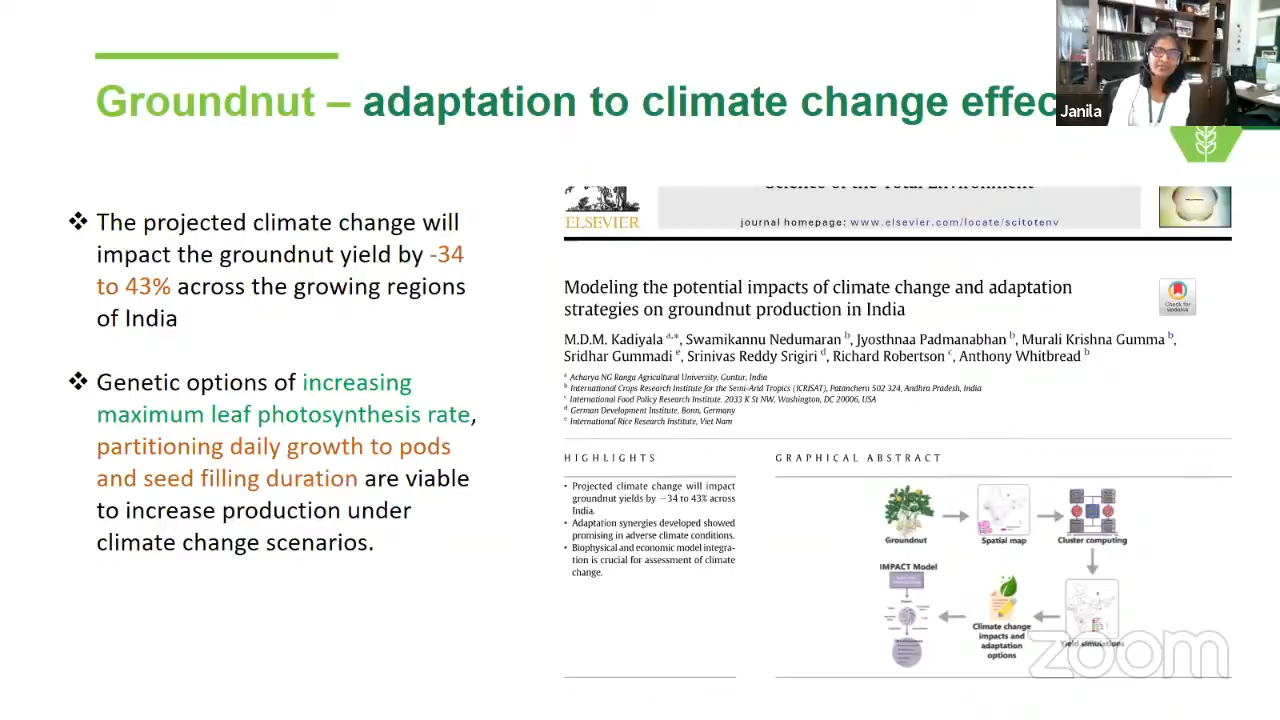 Groundnut – adaptation to climate change effec
Janila
❖ The projected climate change will
impact the groundnut yield by -34
to 43% across the growing regions
of India
❖ Genetic options of increasing
maximum leaf photosynthesis rate,
partitioning daily growth to pods
and seed filling duration are viable
to increase production under
climate change scenarios.
Science of the Total Environment
ELSEVIER
journal homepage: www.elsevier.com/locate/scitotenv
Modeling the potential impacts of climate change and adaptation
strategies on groundnut production in India
Check for
updates
M.D.M. Kadiyala a,*, Swamikannu Nedumaran b, Jyosthnaa Padmanabhan b, Murali Krishna Gumma b,
Sridhar Gummadi e, Srinivas Reddy Srigiri d, Richard Robertson c, Anthony Whitbread b
a Acharya NG Ranga Agricultural University, Guntur, India
b International Crops Research Institute for the Semi-Arid Tropics (ICRISAT), Patancheru 502 324, Andhra Pradesh, India
c International Food Policy Research Institute, 2033 K St NW, Washington, DC 20006, USA
d German Development Institute, Bonn, Germany
e International Rice Research Institute, Viet Nam
HIGHLIGHTS
• Projected climate change will impact
groundnut yields by −34 to 43% across
India.
• Adaptation synergies developed showed
promising in adverse climate conditions.
• Biophysical and economic model integra-
tion is crucial for assessment of climate
change.
GRAPHICAL ABSTRACT
Groundnut
Spatial map
Cluster computing
IMPACT Model
Climate change
impacts and
adaptation
options
Yield simulations
zoom